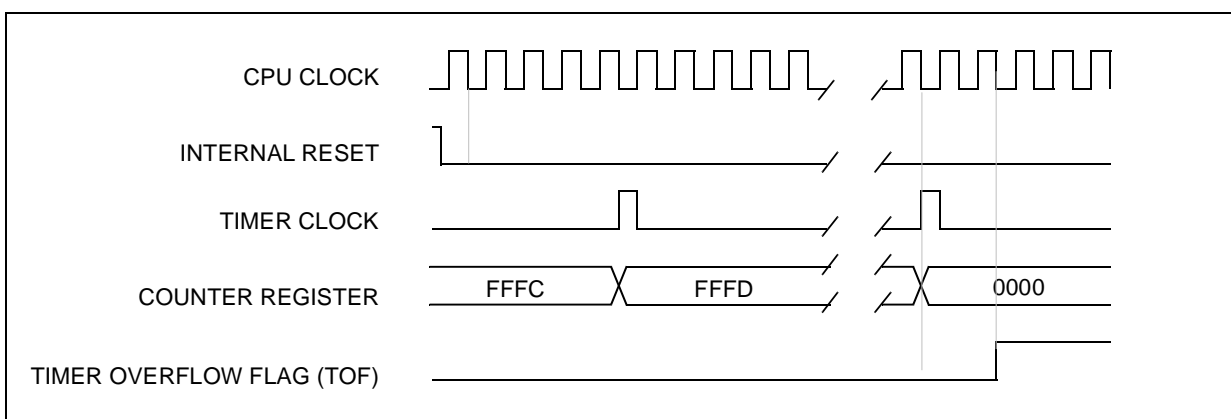 CPU CLOCK
INTERNAL RESET
TIMER CLOCK
COUNTER REGISTER FFFC FFFD 0000
TIMER OVERFLOW FLAG (TOF)